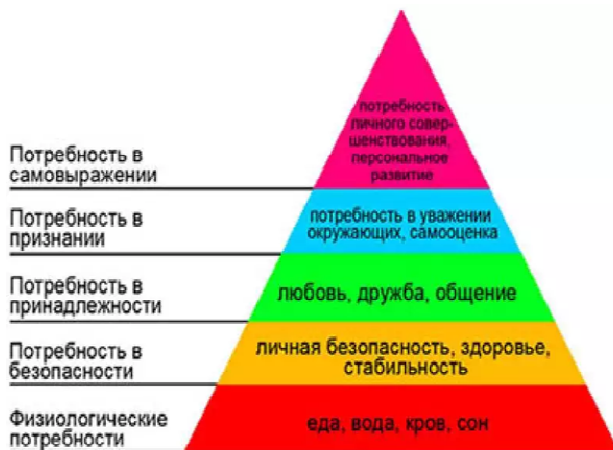 потребность
личного совер-
шенствования,
персональное
развитие
Потребность в
самовыражении
потребность в уважении
окружающих, самооценка
Потребность в
признании
любовь, дружба, общение
Потребность в
принадлежности
личная безопасность, здоровье,
стабильность
Потребность в
безопасности
еда, вода, кров, сон
Физиологические
потребности